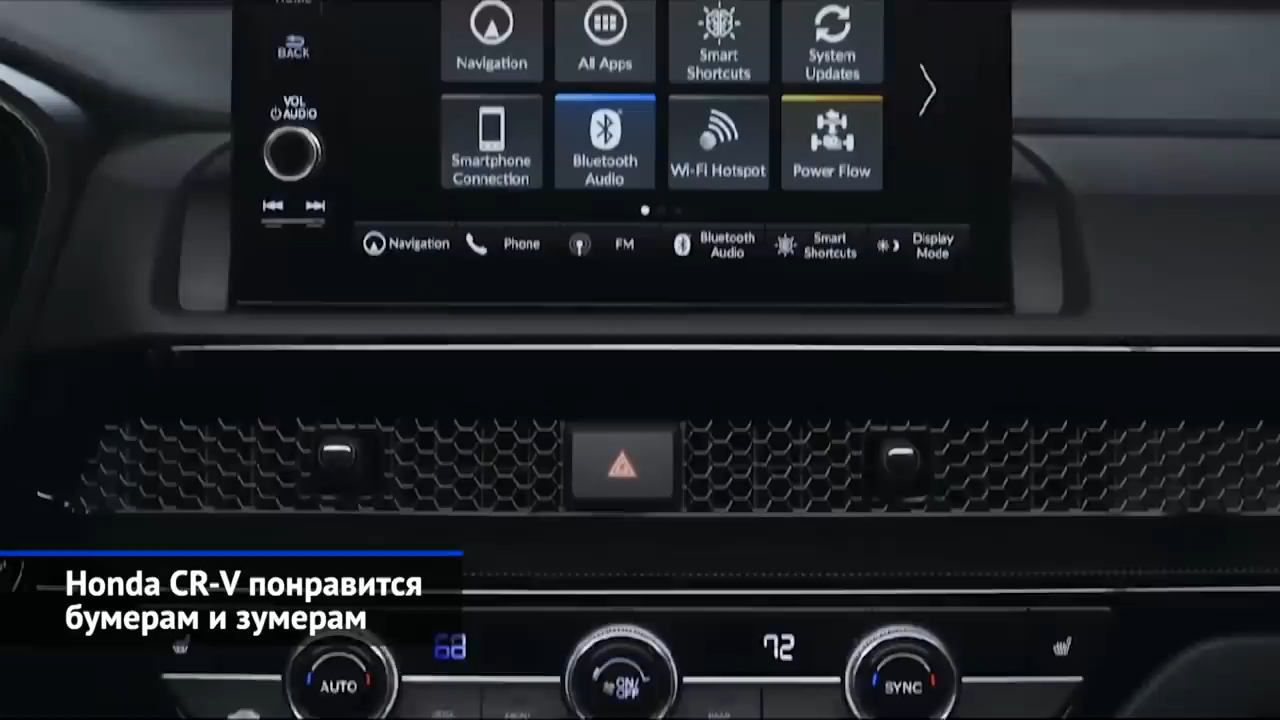 HOME
BACK
VOL
AUDIO
Navigation
All Apps
Smart
Shortcuts
System
Updates
Smartphone
Connection
Bluetooth
Audio
Wi-Fi Hotspot
Power Flow
Navigation
Phone
FM
Bluetooth
Audio
Smart
Shortcuts
Display
Mode
Honda CR-V понравится
бумерам и зумерам
68
72
AUTO
ON/
OFF
SYNC